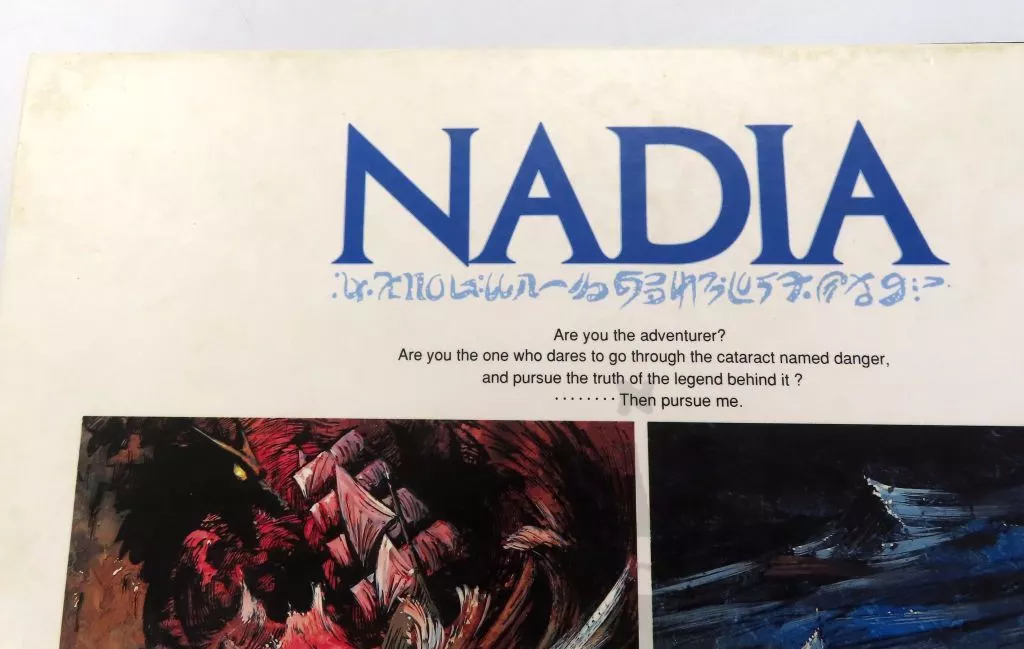 NADIA
Are you the adventurer?
Are you the one who dares to go through the cataract named danger,
and pursue the truth of the legend behind it ?
········ Then pursue me.